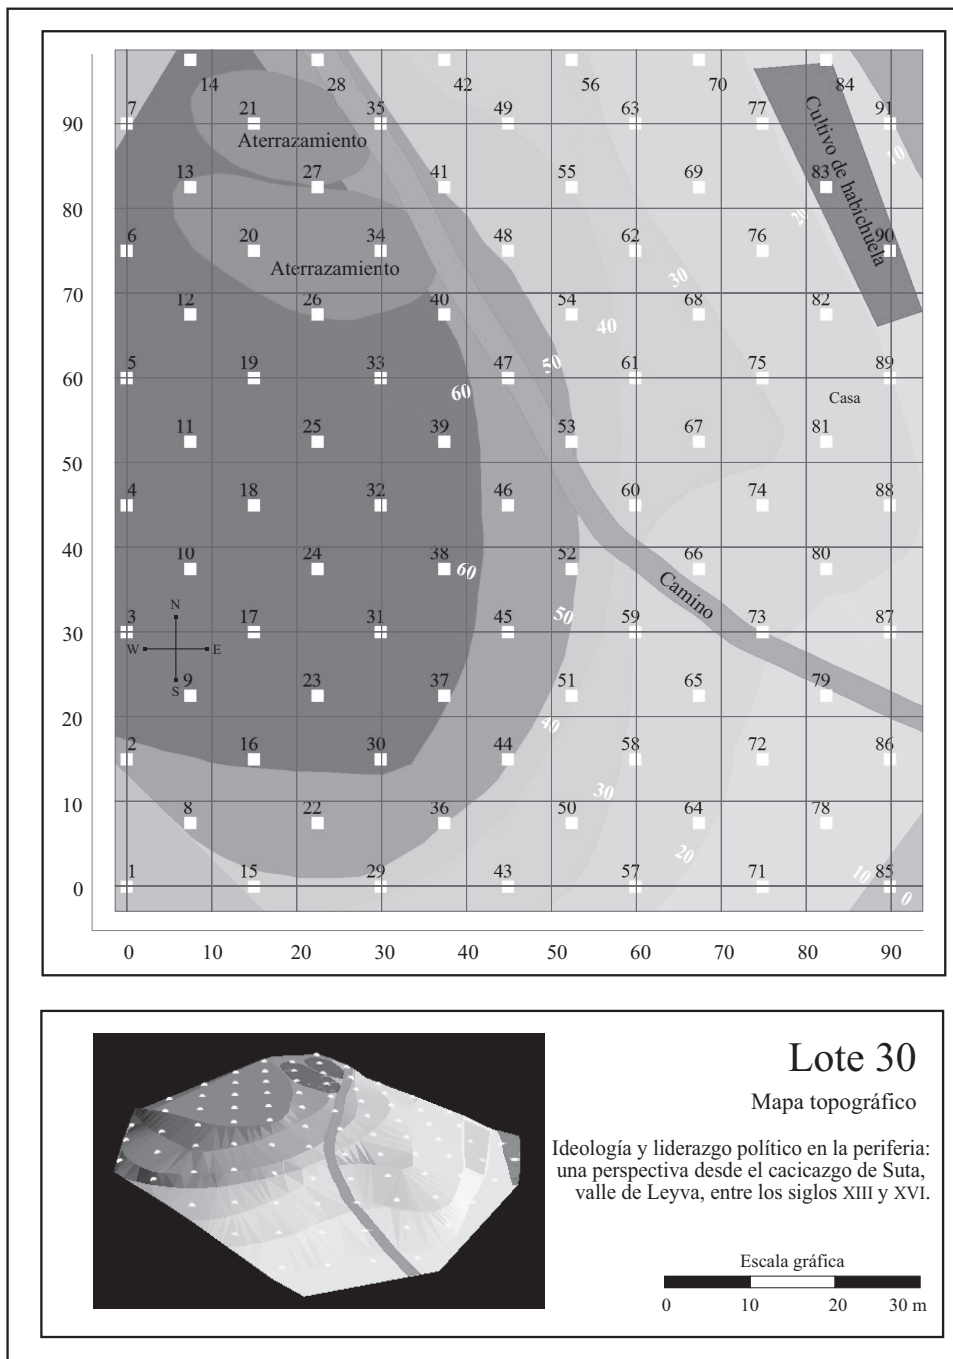 14 28 42 56 70 84
7 21 35 49 63 77 91
90
Aterrazamiento
Cultivo de habichuela
10
13 27 41 55 69 83
80
20
6 20 34 48 62 76 90
Aterrazamiento
30
70
12 26 40 54 68 82
40
50
5 19 33 47 61 75 89
60
60
Casa
11 25 39 53 67 81
50
4 18 32 46 60 74 88
40
10 24 38 52 66 80
60
Camino
N
W E
S
3 17 31 45 59 73 87
50
30
9 23 37 51 65 79
20
40
2 16 30 44 58 72 86
30
10
8 22 36 50 64 78
20
1 15 29 43 57 71 85
10
0
0
0 10 20 30 40 50 60 70 80 90
Lote 30
Mapa topográfico
Ideología y liderazgo político en la periferia:
una perspectiva desde el cacicazgo de Suta,
valle de Leyva, entre los siglos XIII y XVI.
Escala gráfica
0 10 20 30 m